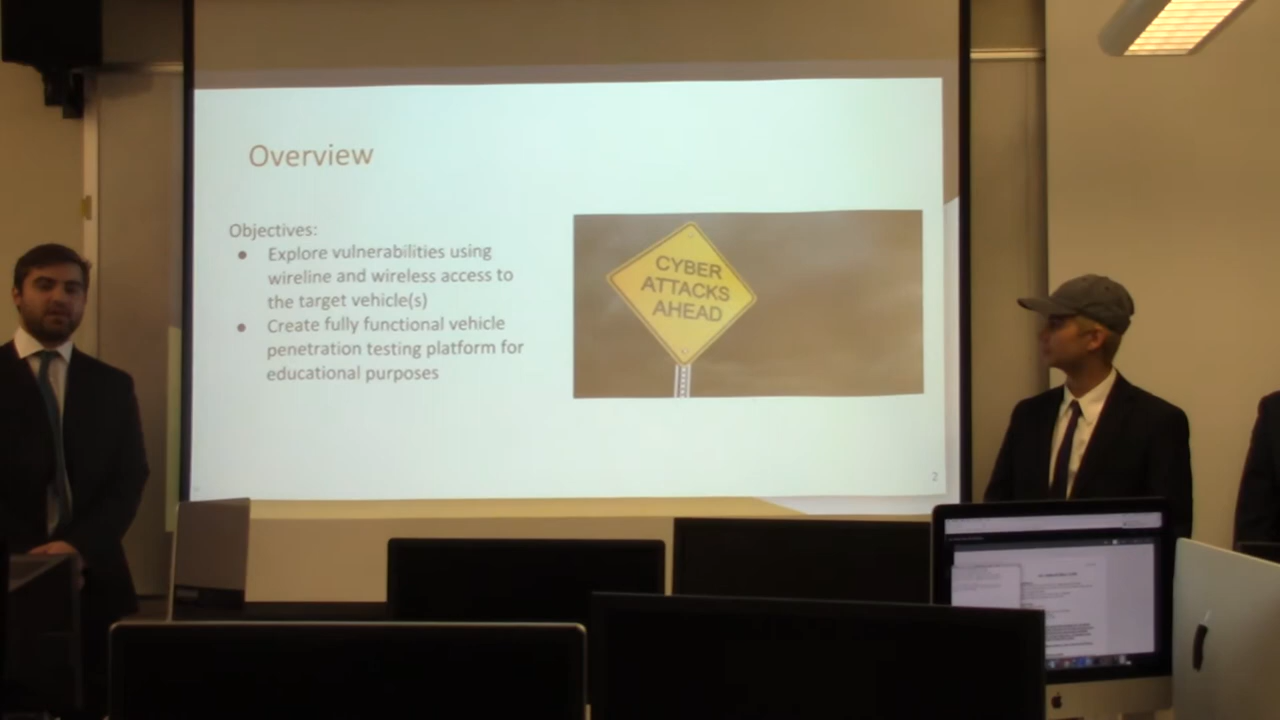 Overview
Objectives:
● Explore vulnerabilities using
wireline and wireless access to
the target vehicle(s)
● Create fully functional vehicle
penetration testing platform for
educational purposes
CYBER
ATTACKS
AHEAD
2